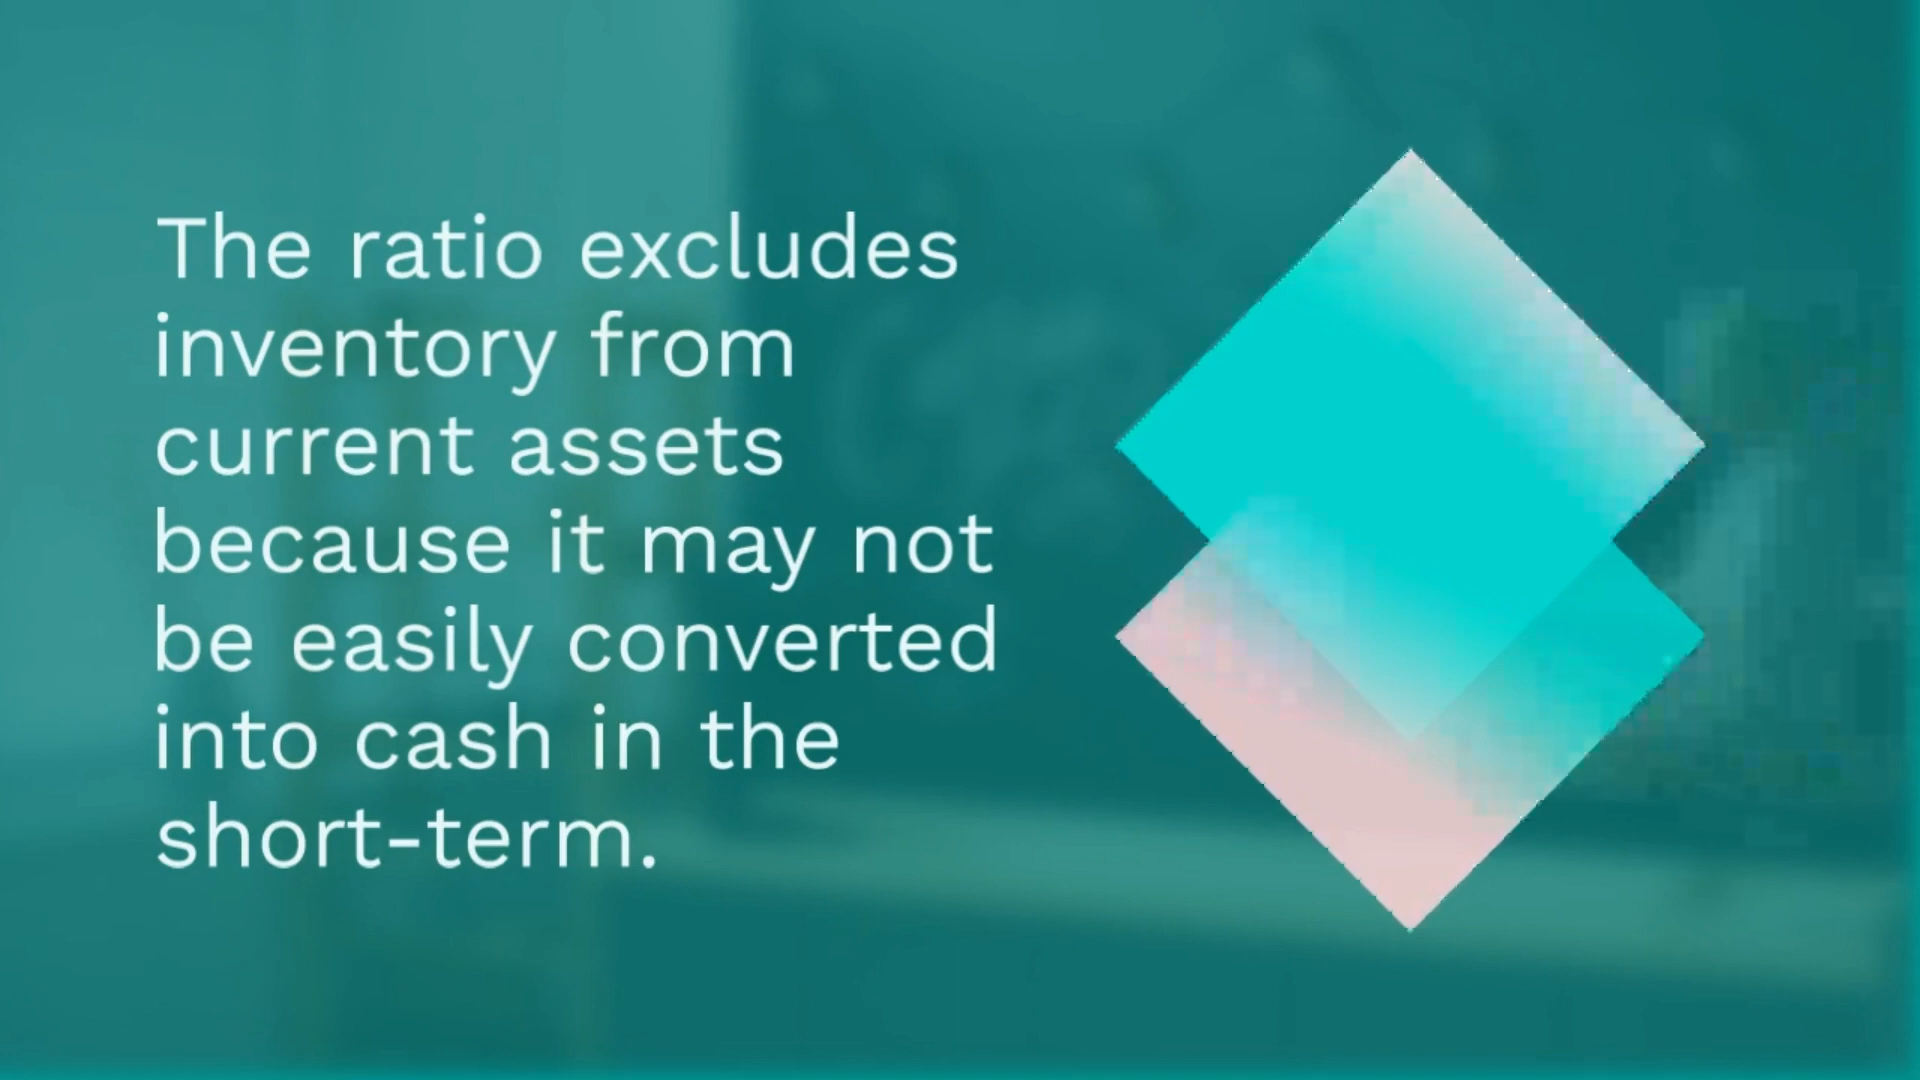 The ratio excludes
inventory from
current assets
because it may not
be easily converted
into cash in the
short-term.